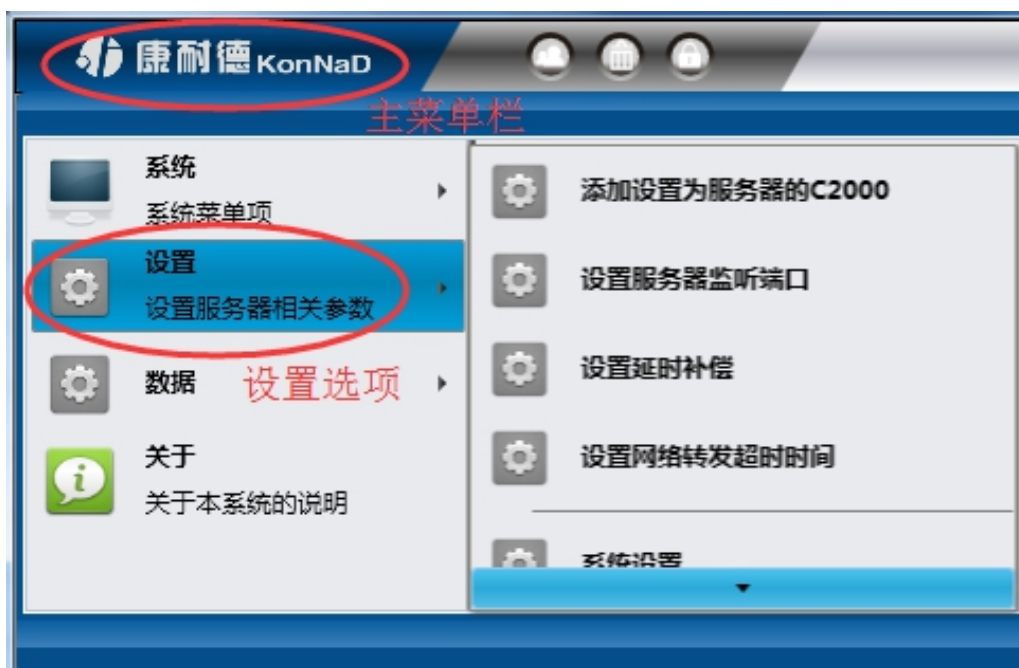 康耐德 KonNaD
主菜单栏
系统
系统菜单项
设置
设置服务器相关参数
数据
设置选项
关于
关于本系统的说明
添加设置为服务器的C2000
设置服务器监听端口
设置延时补偿
设置网络转发超时时间
系统设置